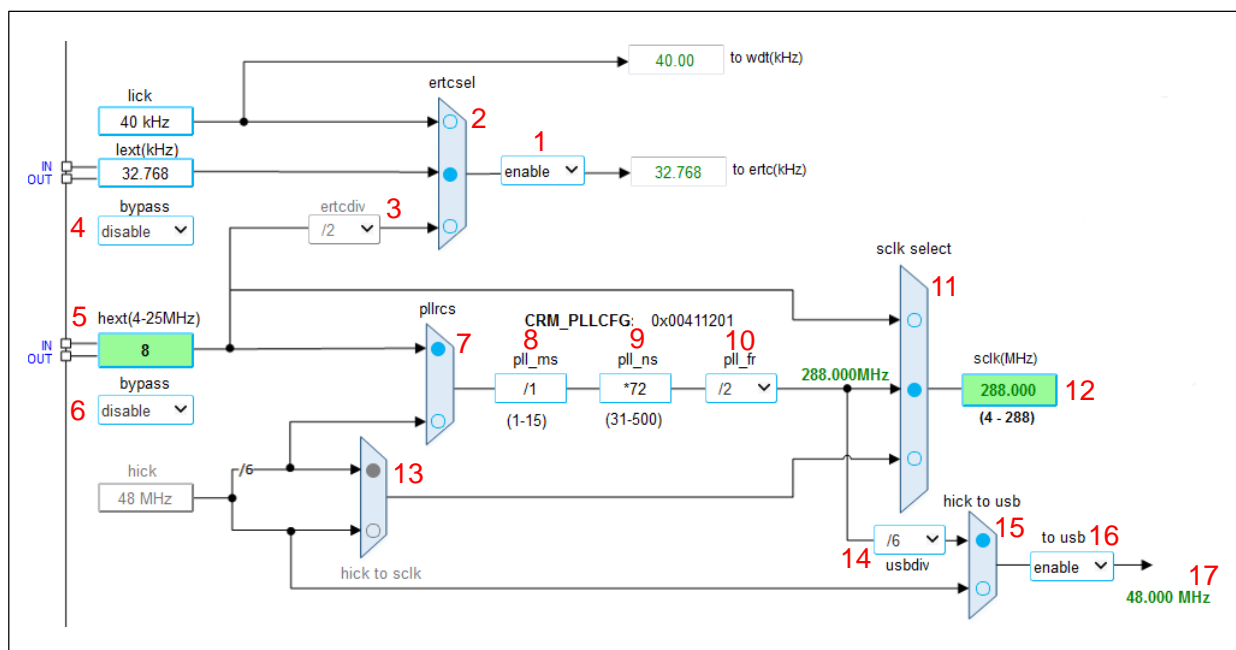 40.00
to wdt(kHz)
lick
40 kHz
ertcsel
2
lext(kHz)
IN
OUT
32.768
1
enable
32.768
to ertc(kHz)
bypass
4
disable
ertcdiv
3
/2
sclk select
11
5
hext(4-25MHz)
IN
OUT
8
pllrcs
7
CRM_PLLCFG: 0x00411201
8
9
10
pll_ms
pll_ns
pll_fr
/1
*72
/2
(1-15)
(31-500)
288.000MHz
sclk(MHz)
288.000
12
(4 - 288)
bypass
6
disable
hick
48 MHz
/6
13
hick to sclk
hick to usb
15
14
/6
usbdiv
to usb
16
enable
17
48.000 MHz